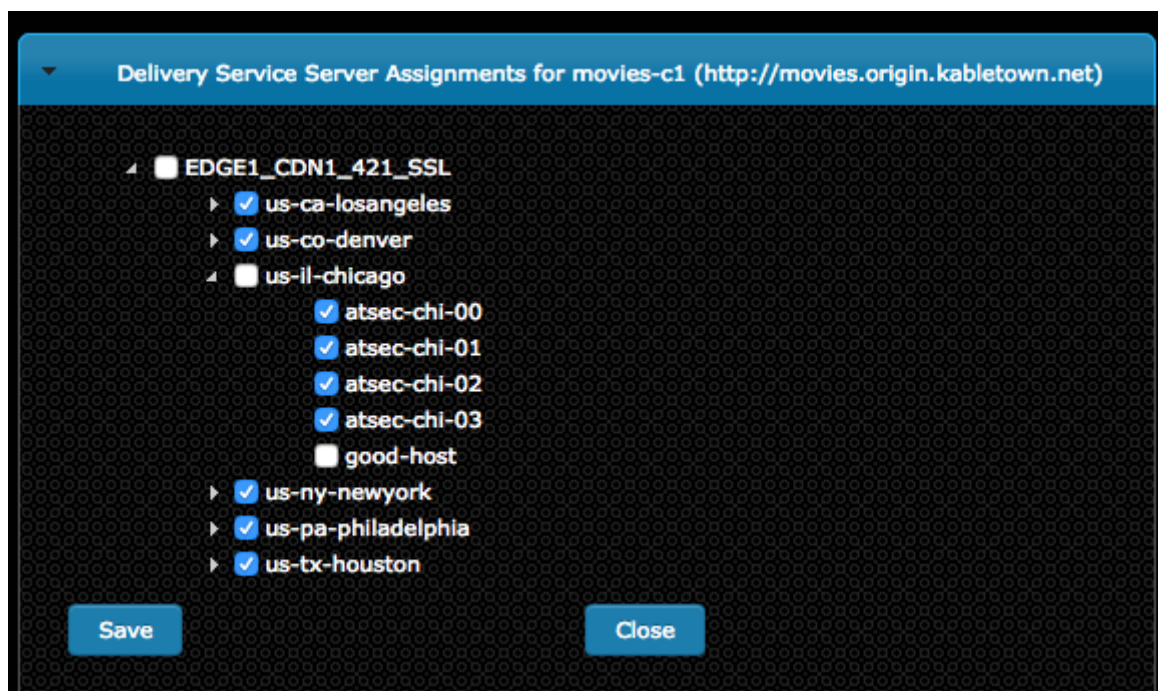 Delivery Service Server Assignments for movies-c1 (http://movies.origin.kabletown.net)
EDGE1_CDN1_421_SSL
us-ca-losangeles
us-co-denver
us-il-chicago
atsec-chi-00
atsec-chi-01
atsec-chi-02
atsec-chi-03
good-host
us-ny-newyork
us-pa-philadelphia
us-tx-houston
Save Close